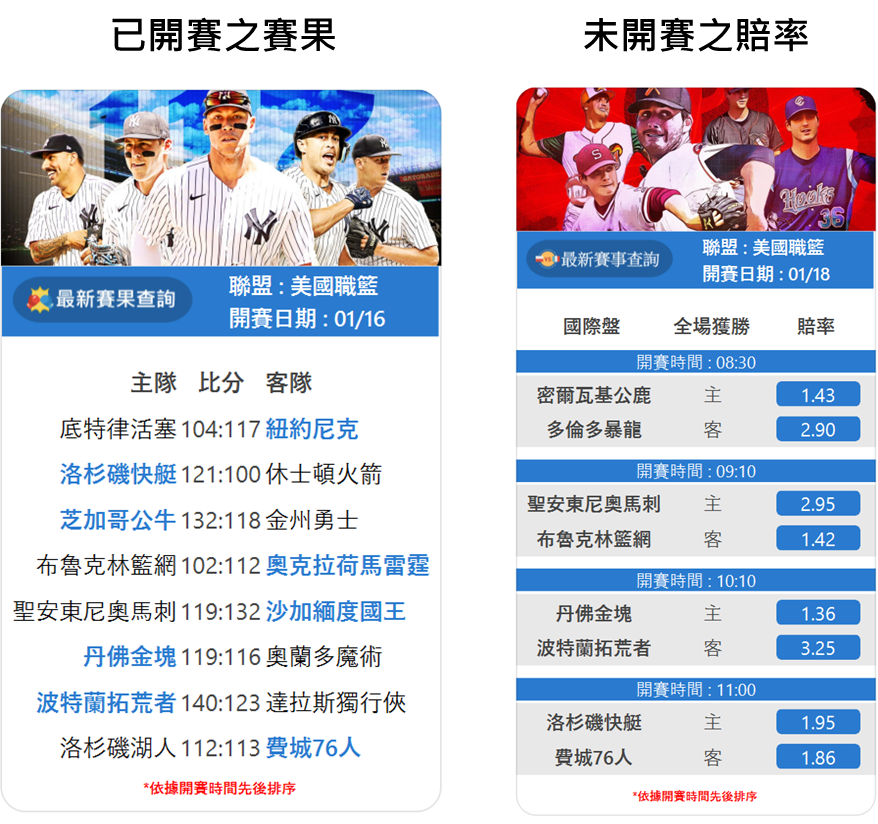 已開賽之賽果
最新賽果查詢
聯盟 : 美國職籃
開賽日期 : 01/16
主隊 比分 客隊
底特律活塞 104:117 紐約尼克
洛杉磯快艇 121:100 休士頓火箭
芝加哥公牛 132:118 金州勇士
布魯克林籃網 102:112 奧克拉荷馬雷霆
聖安東尼奧馬刺 119:132 沙加緬度國王
丹佛金塊 119:116 奧蘭多魔術
波特蘭拓荒者 140:123 達拉斯獨行俠
洛杉磯湖人 112:113 費城76人
*依據開賽時間先後排序
未開賽之賠率
Hooks
36
S
VS
最新賽事查詢
聯盟 : 美國職籃
開賽日期 : 01/18
國際盤 全場獲勝 賠率
開賽時間 : 08:30
密爾瓦基公鹿 主 1.43
多倫多暴龍 客 2.90
開賽時間 : 09:10
聖安東尼奧馬刺 主 2.95
布魯克林籃網 客 1.42
開賽時間 : 10:10
丹佛金塊 主 1.36
波特蘭拓荒者 客 3.25
開賽時間 : 11:00
洛杉磯快艇 主 1.95
費城76人 客 1.86
*依據開賽時間先後排序